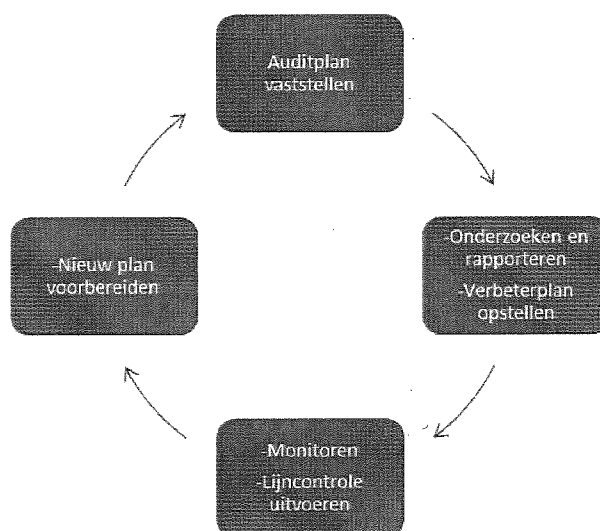 Auditplan
vaststellen
-Onderzoeken en
rapporteren
-Verbeterplan
opstellen
-Monitoren
-Lijncontrole
uitvoeren
-Nieuw plan
voorbereiden